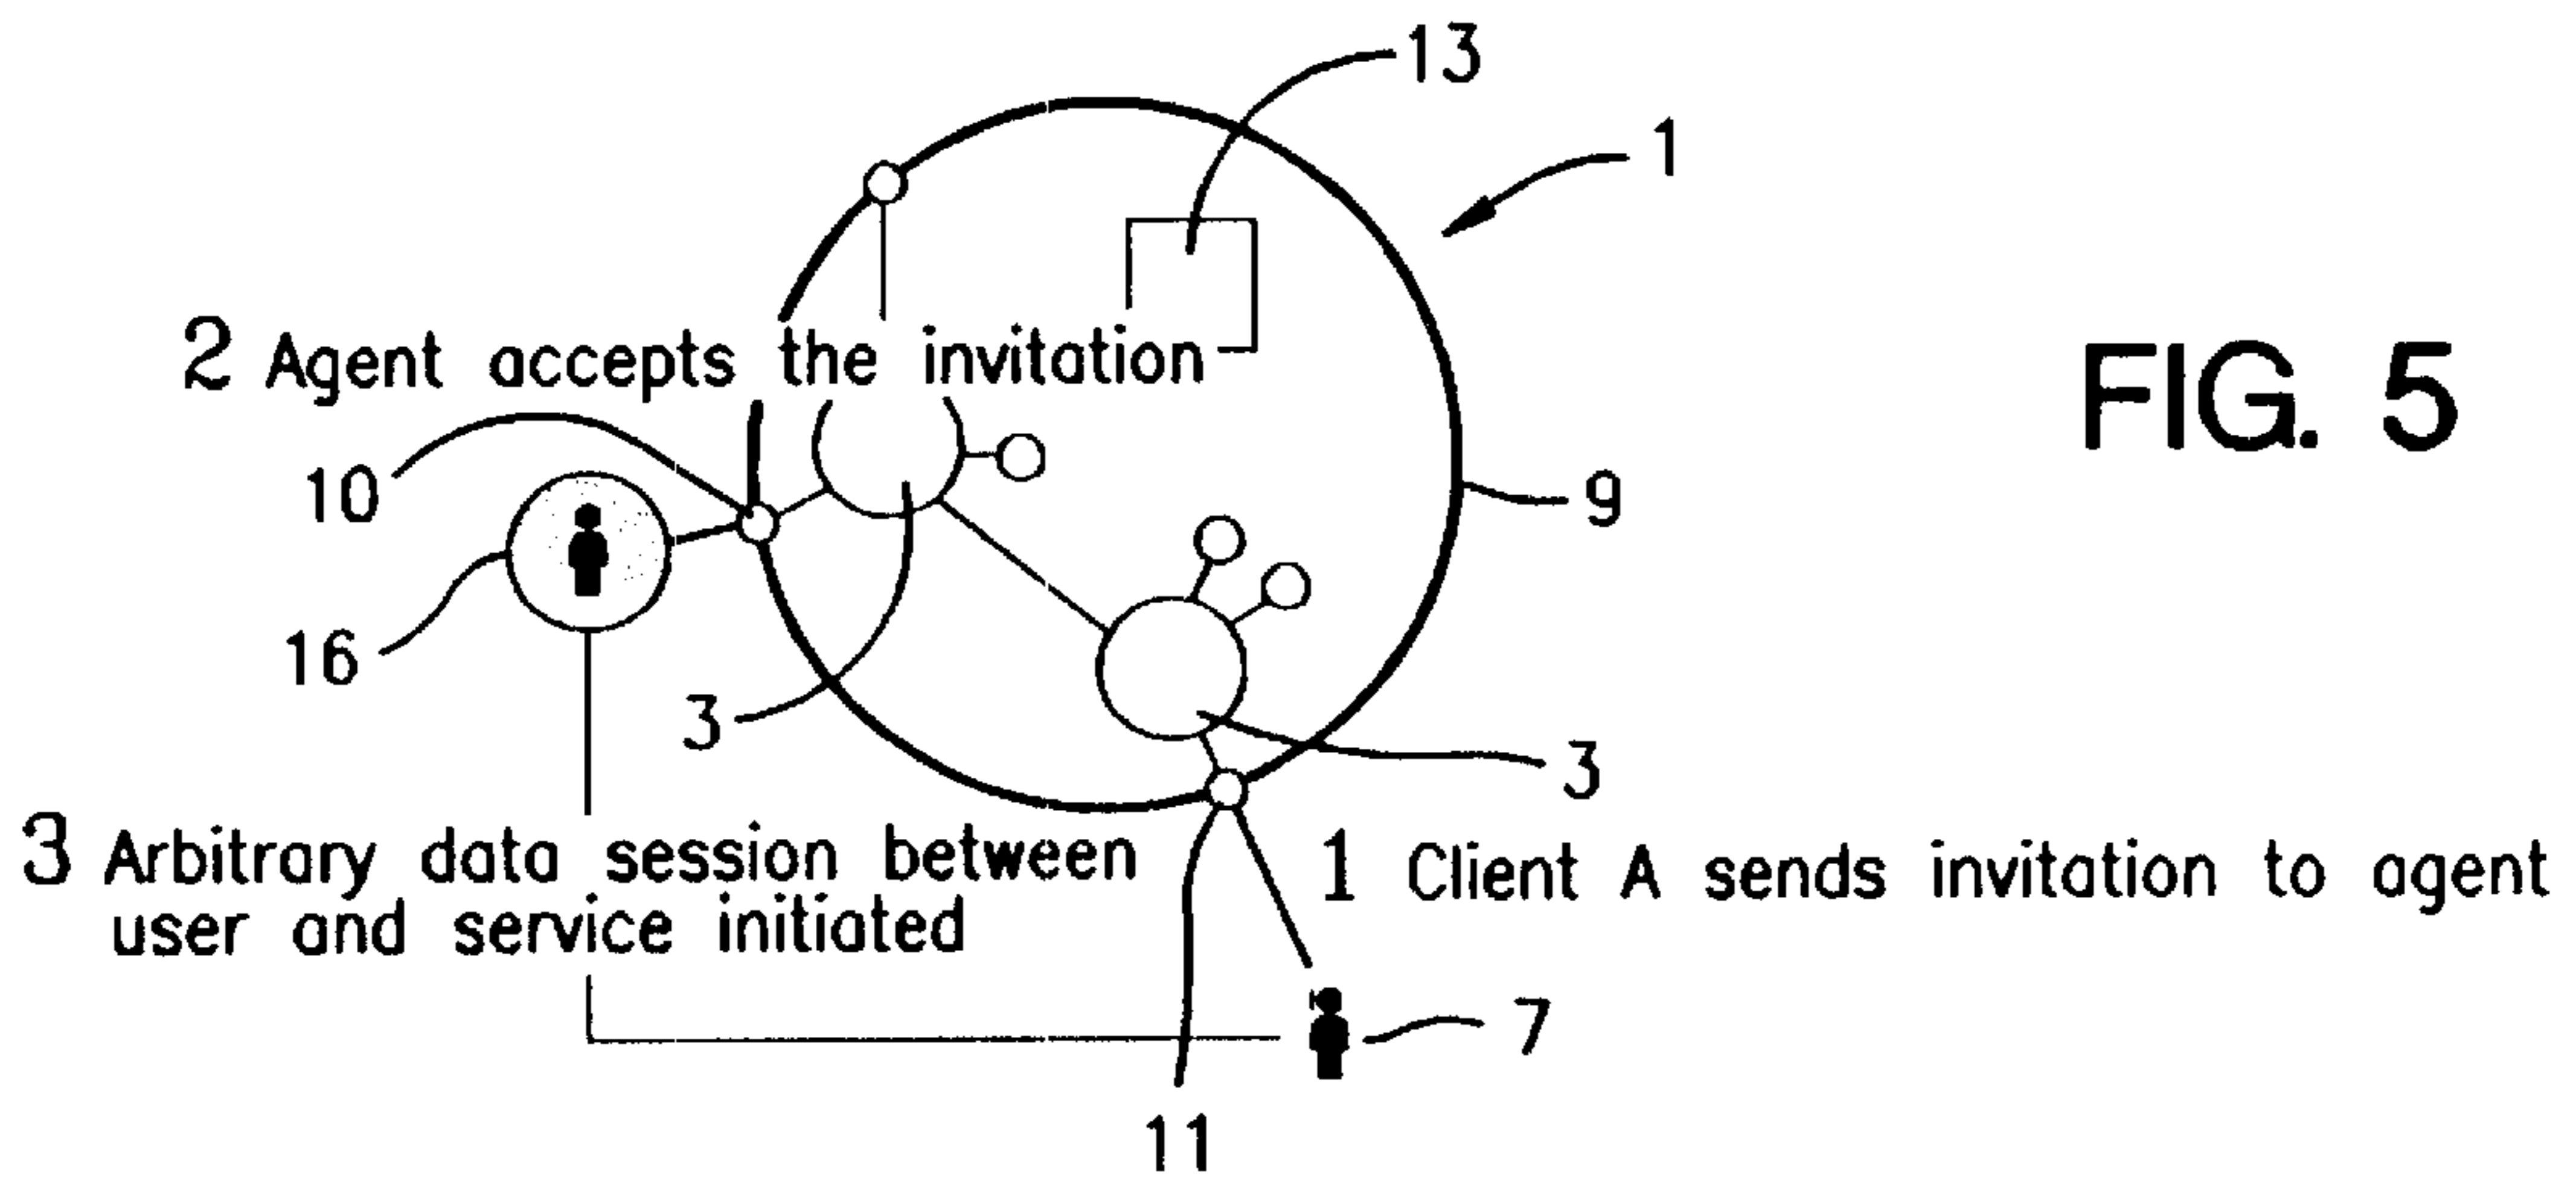 13
1
2 Agent accepts the invitation
FIG. 5
10
9
16
3
3
3 Arbitrary data session between
user and service initiated
1 Client A sends invitation to agent
7
11